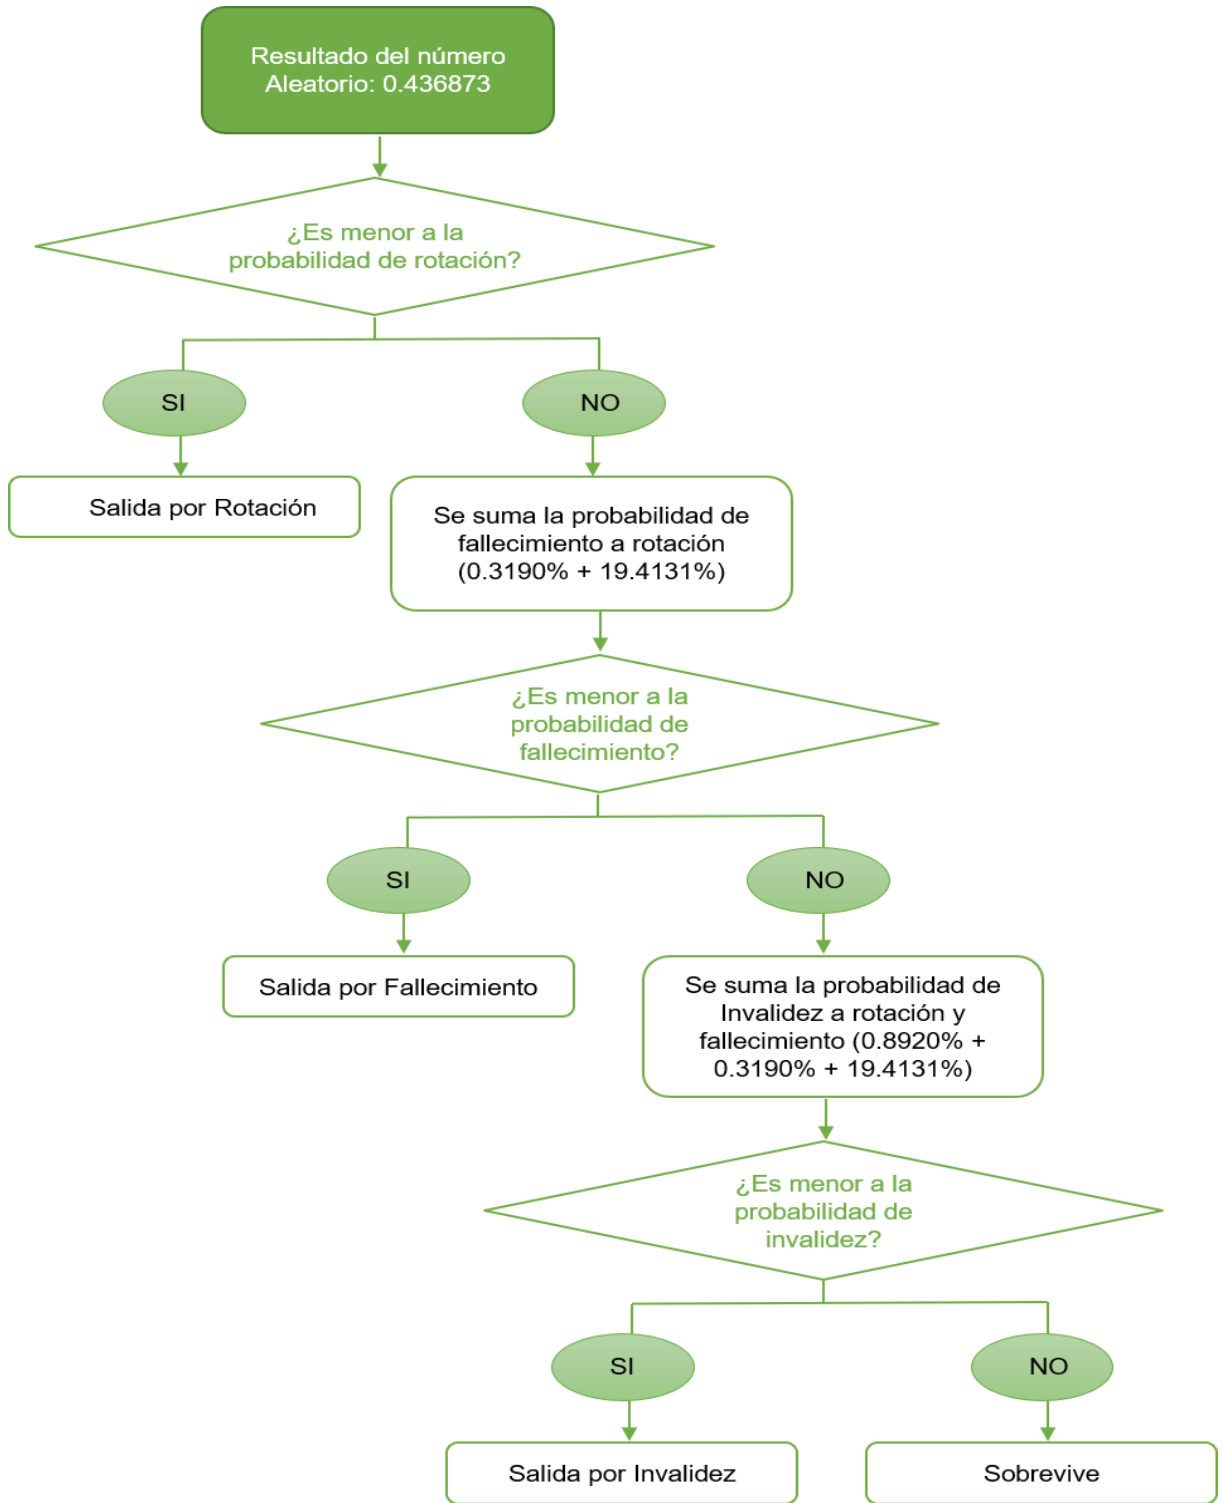 Resultado del número
Aleatorio: 0.436873
¿Es menor a la
probabilidad de rotación?
SI
NO
Salida por Rotación
Se suma la probabilidad de
fallecimiento a rotación
(0.3190% + 19.4131%)
¿Es menor a la
probabilidad de
fallecimiento?
SI
NO
Salida por Fallecimiento
Se suma la probabilidad de
Invalidez a rotación y
fallecimiento (0.8920% +
0.3190% + 19.4131%)
¿Es menor a la
probabilidad de
invalidez?
SI
NO
Salida por Invalidez
Sobrevive